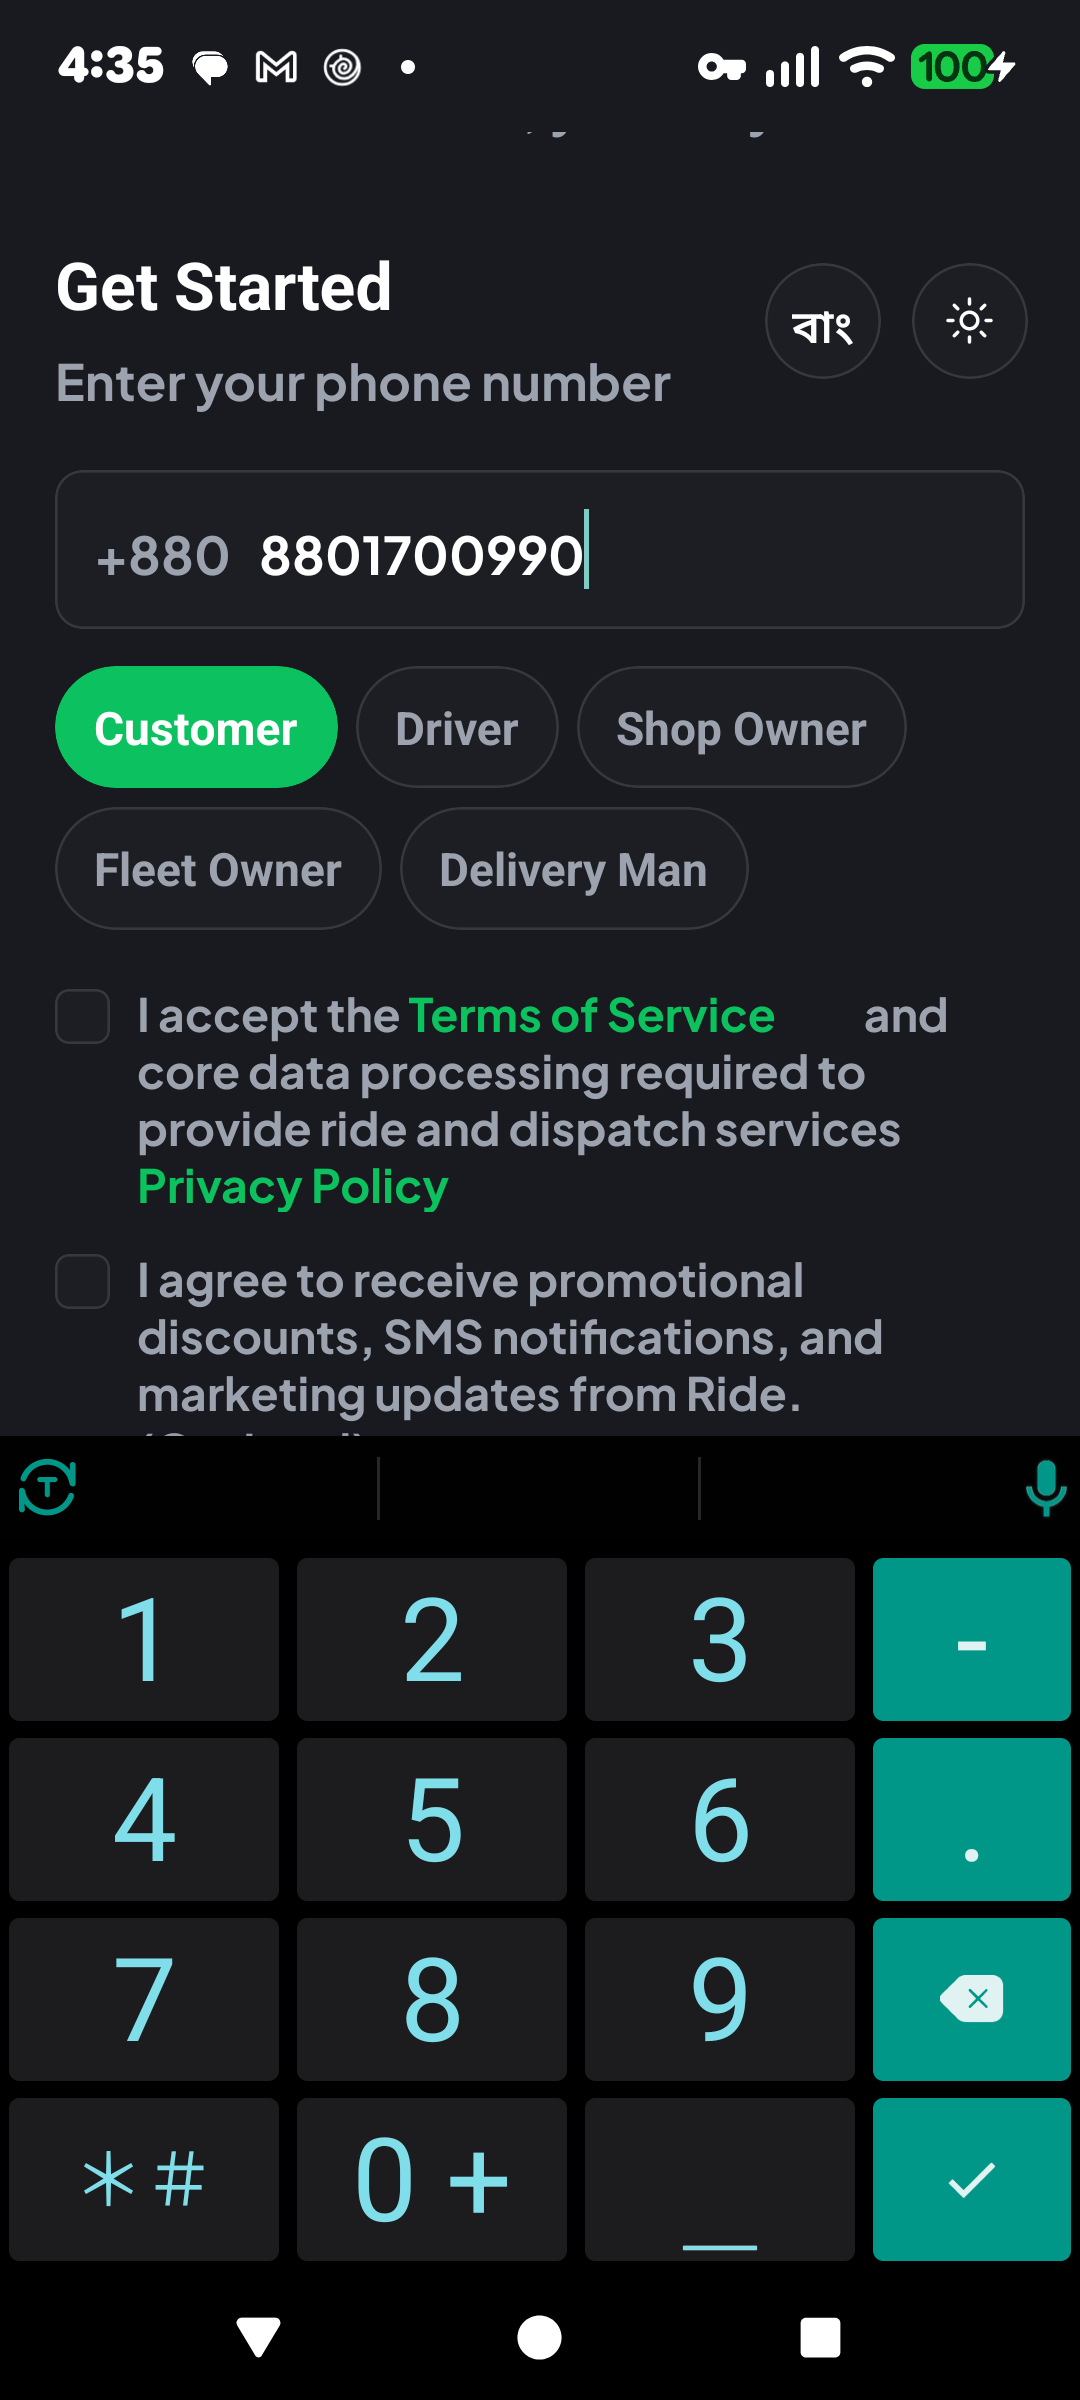 4:35
100
Get Started
বাং
Enter your phone number
+880 8801700990
Customer
Driver
Shop Owner
Fleet Owner
Delivery Man
I accept the Terms of Service and
core data processing required to
provide ride and dispatch services
Privacy Policy
I agree to receive promotional
discounts, SMS notifications, and
marketing updates from Ride.
T
1
2
3
-
4
5
6
.
7
8
9
* #
0 +
_